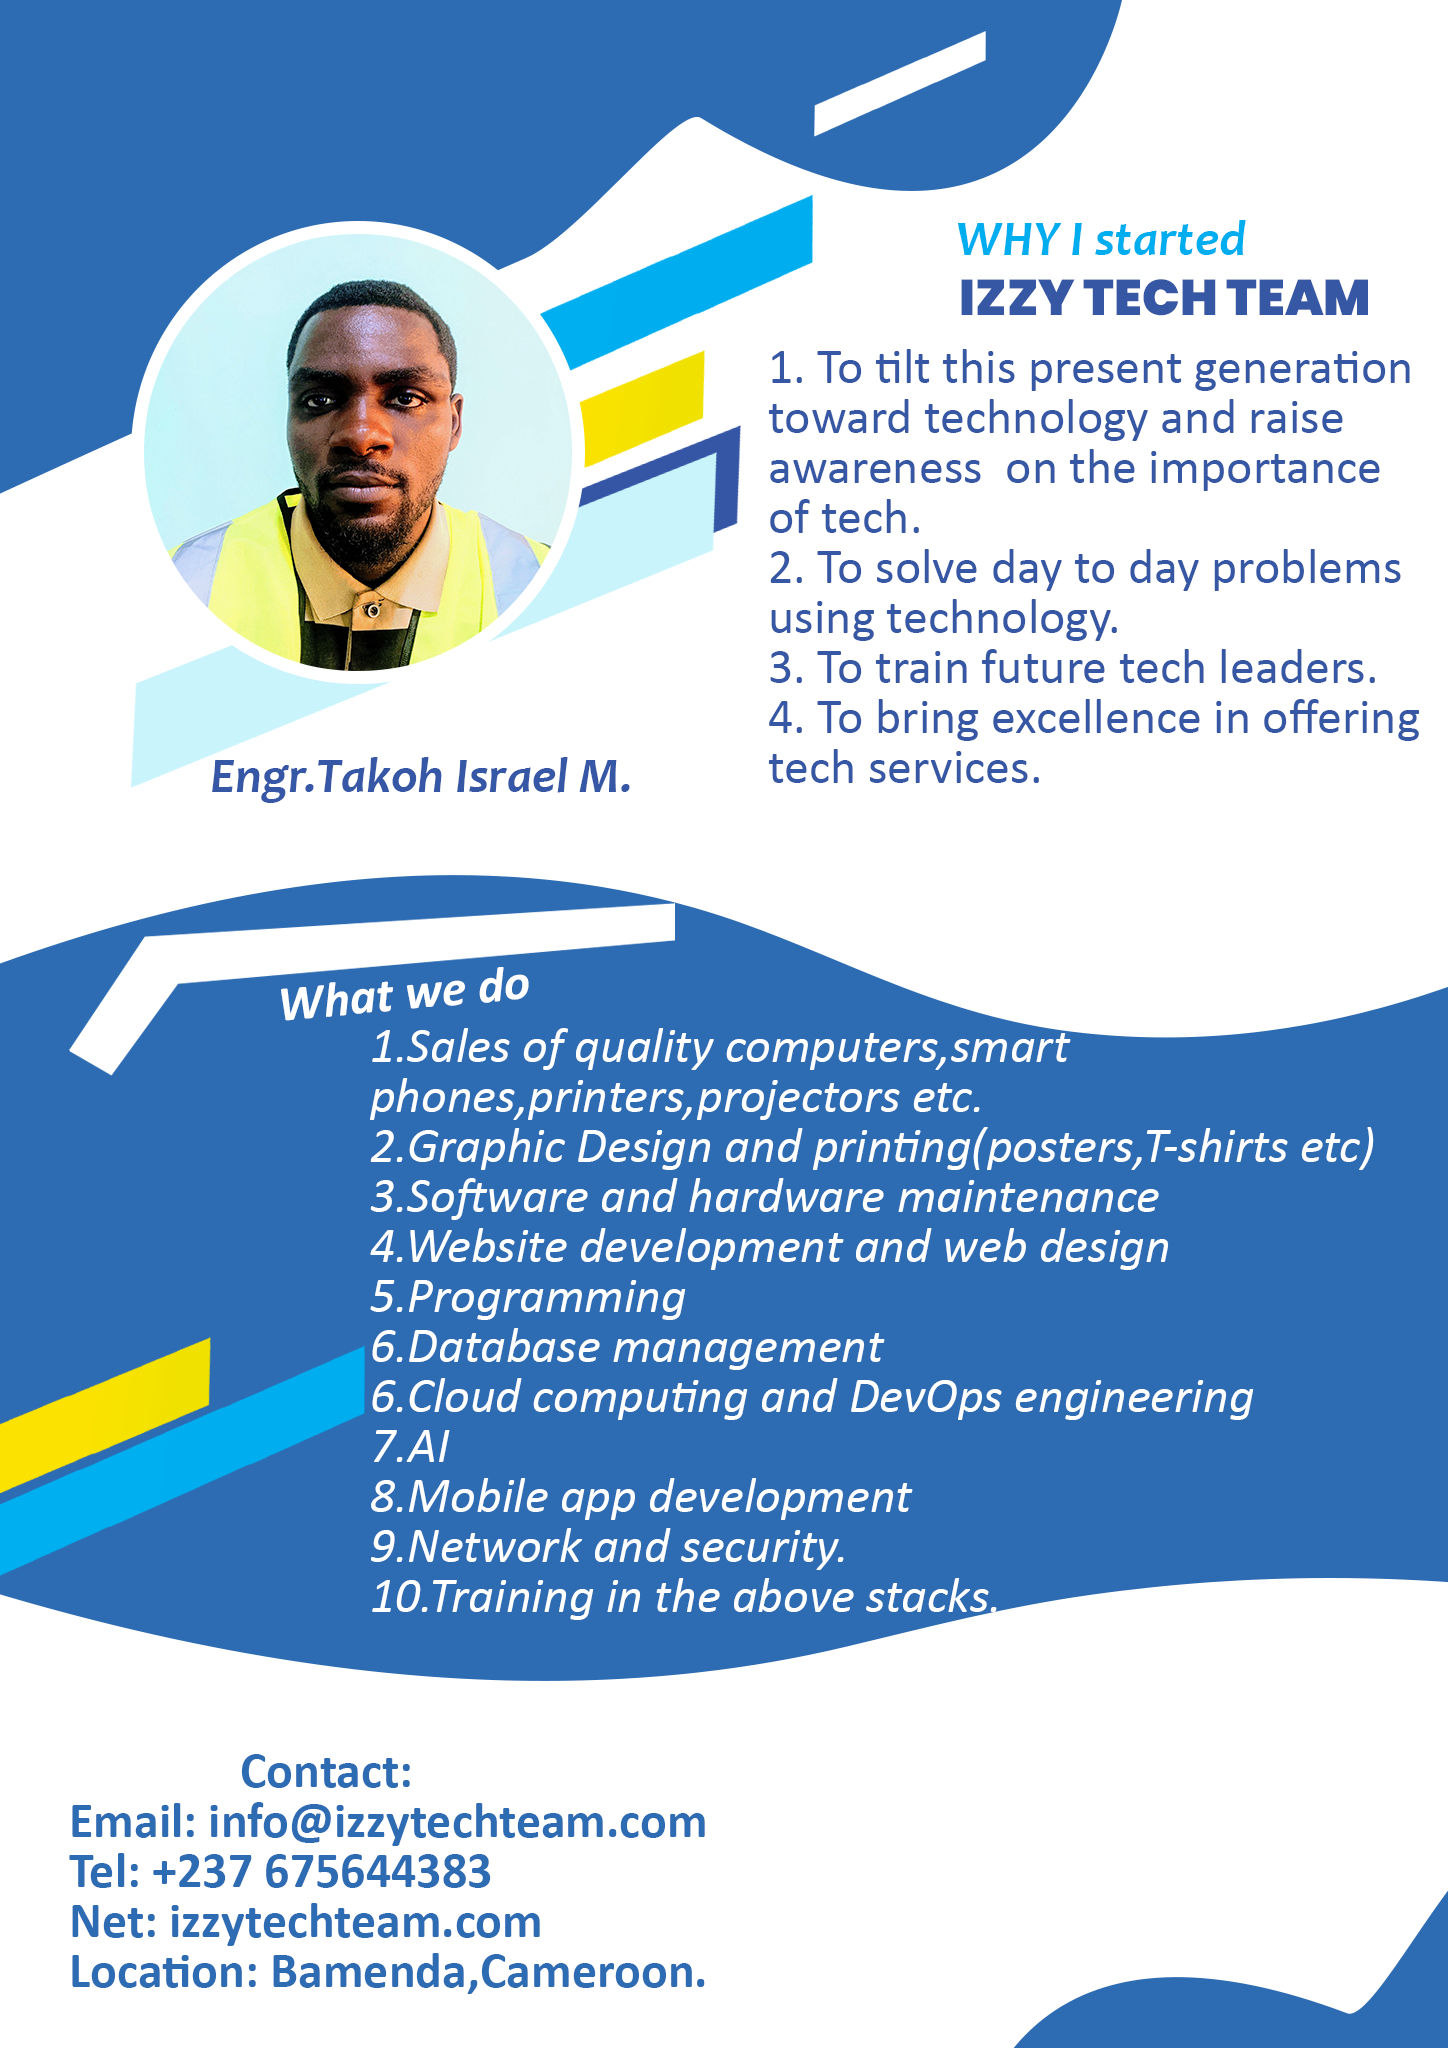 WHY I started
IZZY TECH TEAM
1. To tilt this present generation
toward technology and raise
awareness  on the importance
of tech.
2. To solve day to day problems
using technology.
3. To train future tech leaders.
4. To bring excellence in offering
tech services.
Engr.Takoh Israel M.
What we do
1.Sales of quality computers,smart
phones,printers,projectors etc.
2.Graphic Design and printing(posters,T-shirts etc)
3.Software and hardware maintenance
4.Website development and web design
5.Programming
6.Database management
6.Cloud computing and DevOps engineering
7.AI
8.Mobile app development
9.Network and security.
10.Training in the above stacks.
Contact:
Email: info@izzytechteam.com
Tel: +237 675644383
Net: izzytechteam.com
Location: Bamenda,Cameroon.